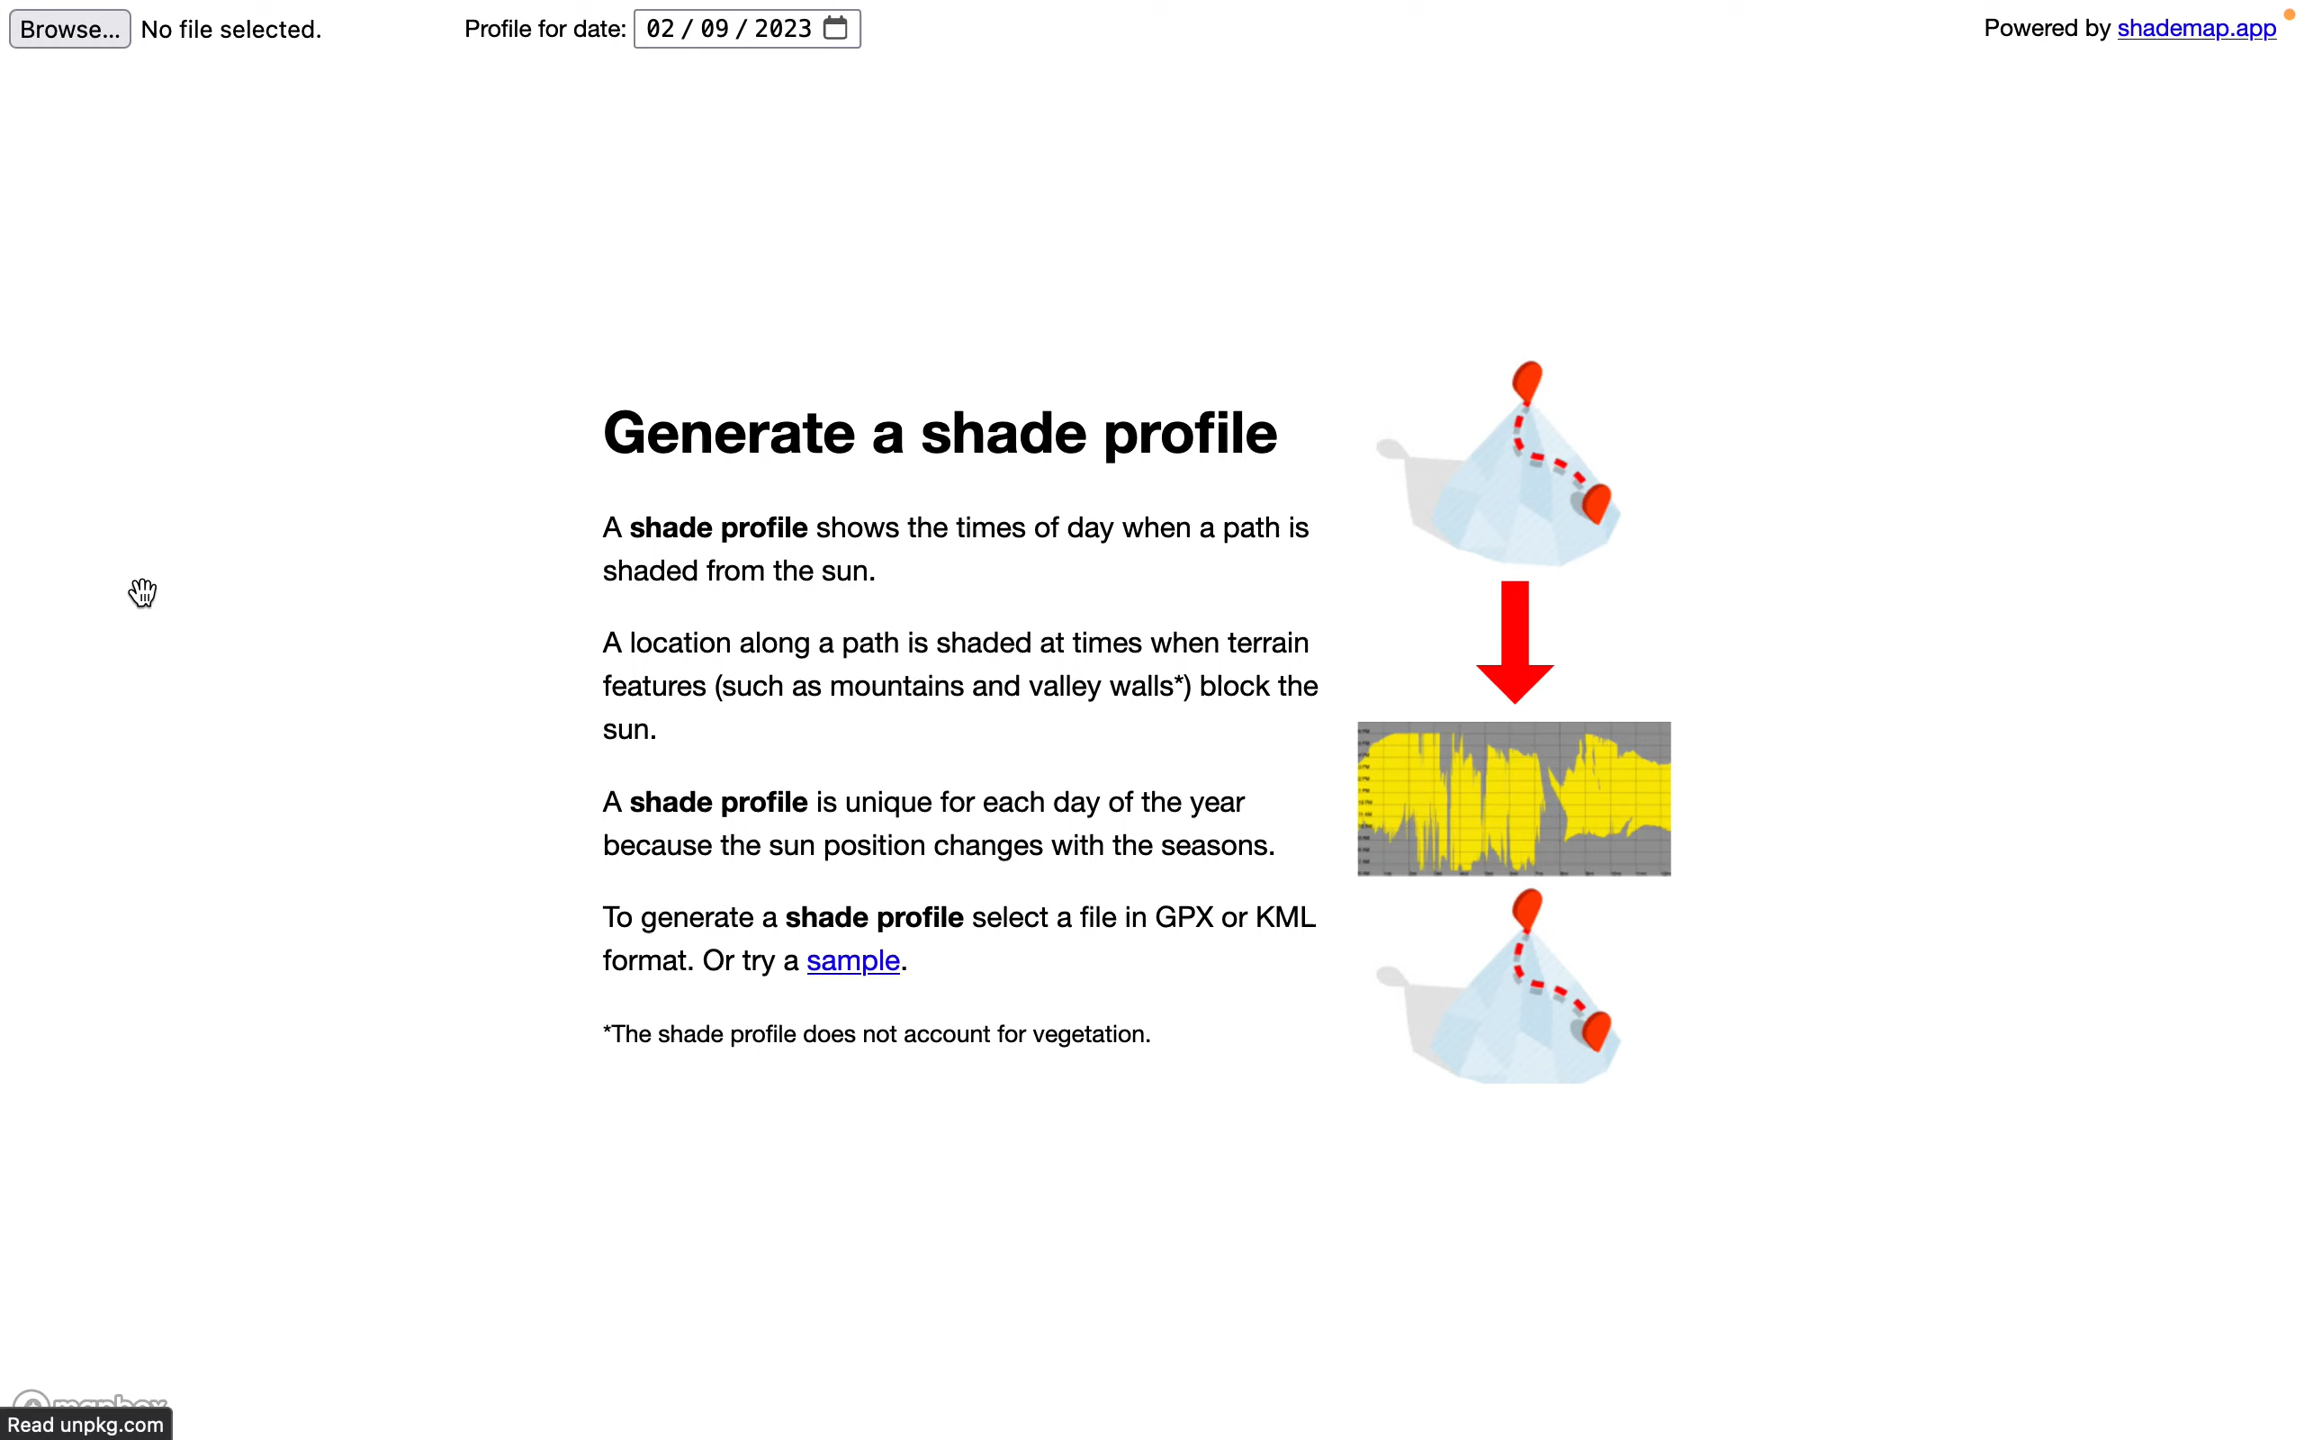 Browse... No file selected. Profile for date: 02 / 09 / 2023 Powered by shademap.app
Generate a shade profile
A shade profile shows the times of day when a path is
shaded from the sun.
A location along a path is shaded at times when terrain
features (such as mountains and valley walls*) block the
sun.
A shade profile is unique for each day of the year
because the sun position changes with the seasons.
To generate a shade profile select a file in GPX or KML
format. Or try a sample.
*The shade profile does not account for vegetation.
mapbox
Read unpkg.com